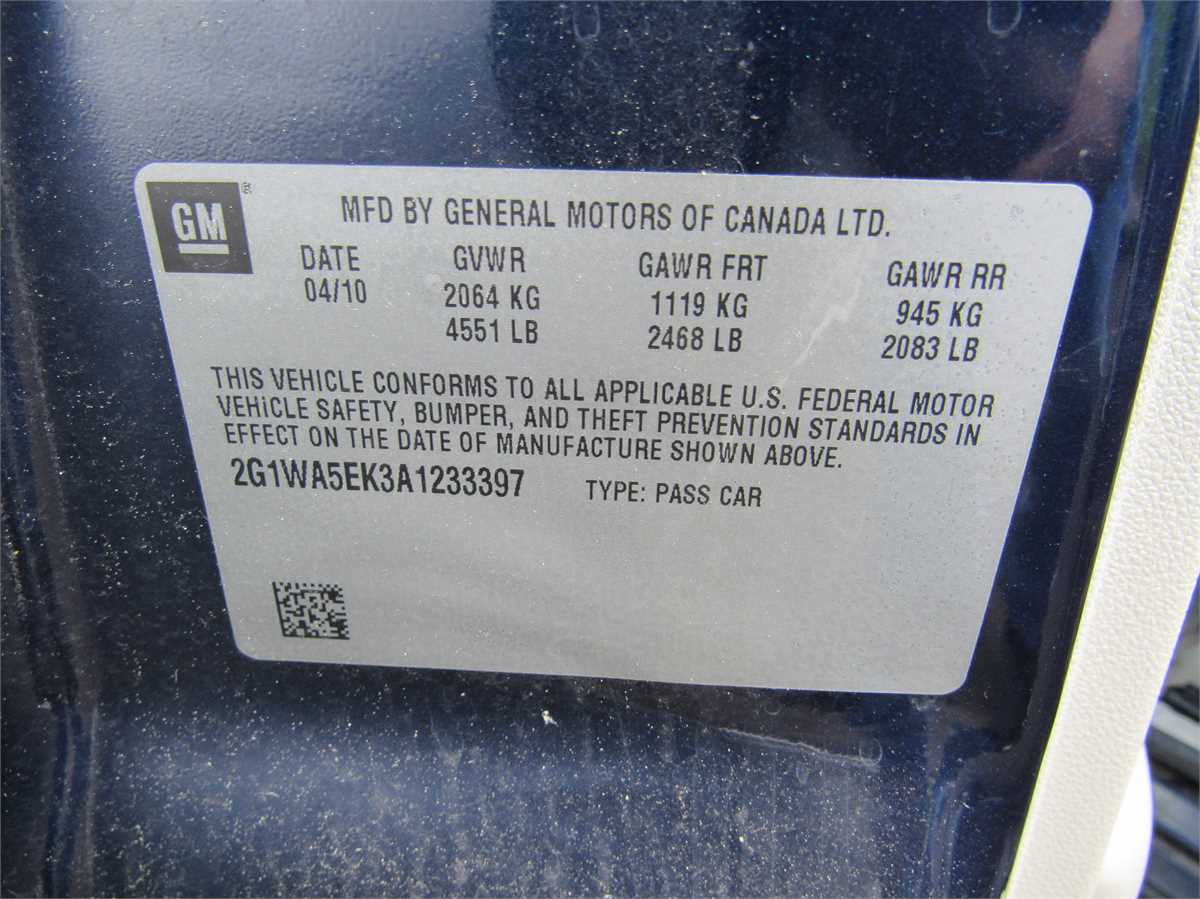 GM ®
MFD BY GENERAL MOTORS OF CANADA LTD.
DATE GVWR GAWR FRT GAWR RR
04/10 2064 KG 1119 KG 945 KG
4551 LB 2468 LB 2083 LB
THIS VEHICLE CONFORMS TO ALL APPLICABLE U.S. FEDERAL MOTOR
VEHICLE SAFETY, BUMPER, AND THEFT PREVENTION STANDARDS IN
EFFECT ON THE DATE OF MANUFACTURE SHOWN ABOVE.
2G1WA5EK3A1233397 TYPE: PASS CAR